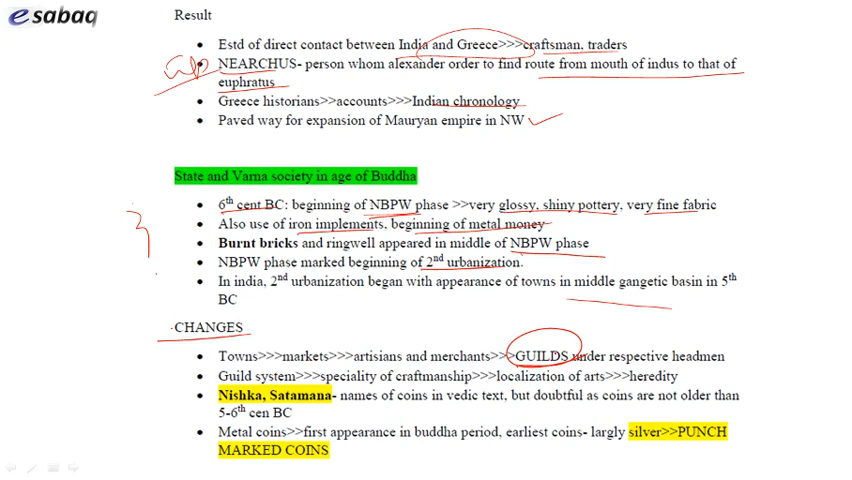 esabaq
Result
• Estd of direct contact between India and Greece>>>craftsman, traders
• NEARCHUS- person whom alexander order to find route from mouth of indus to that of
euphratus
• Greece historians>>accounts>>>Indian chronology
• Paved way for expansion of Mauryan empire in NW
State and Varna society in age of Buddha
• 6th cent BC: beginning of NBPW phase >>very glossy, shiny pottery, very fine fabric
• Also use of iron implements, beginning of metal money
• Burnt bricks and ringwell appeared in middle of NBPW phase
• NBPW phase marked beginning of 2nd urbanization.
• In india, 2nd urbanization began with appearance of towns in middle gangetic basin in 5th
BC
CHANGES
• Towns>>>markets>>>artisians and merchants>>>GUILDS under respective headmen
• Guild system>>>speciality of craftmanship>>>localization of arts>>>heredity
• Nishka, Satamana- names of coins in vedic text, but doubtful as coins are not older than
5-6th cen BC
• Metal coins>>first appearance in buddha period, earliest coins- largly silver>>PUNCH
MARKED COINS